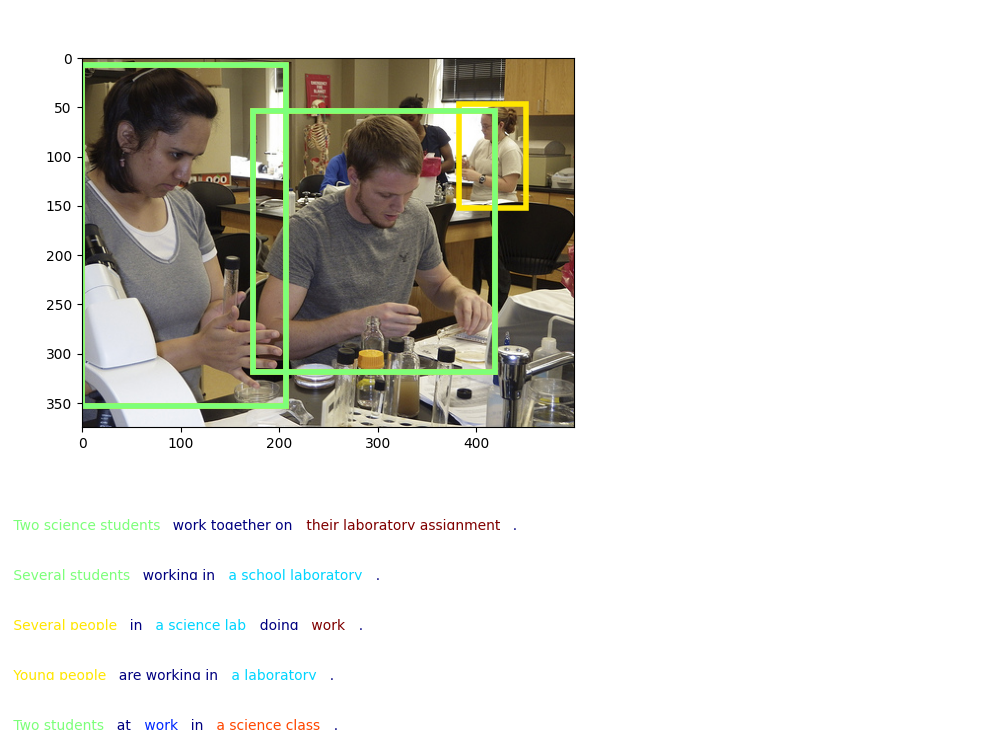 0
50
100
150
200
250
300
350
0 100 200 300 400
Two science students work together on their laboratory assignment .
Several students working in a school laboratory .
Several people in a science lab doing work .
Young people are working in a laboratory .
Two students at work in a science class .